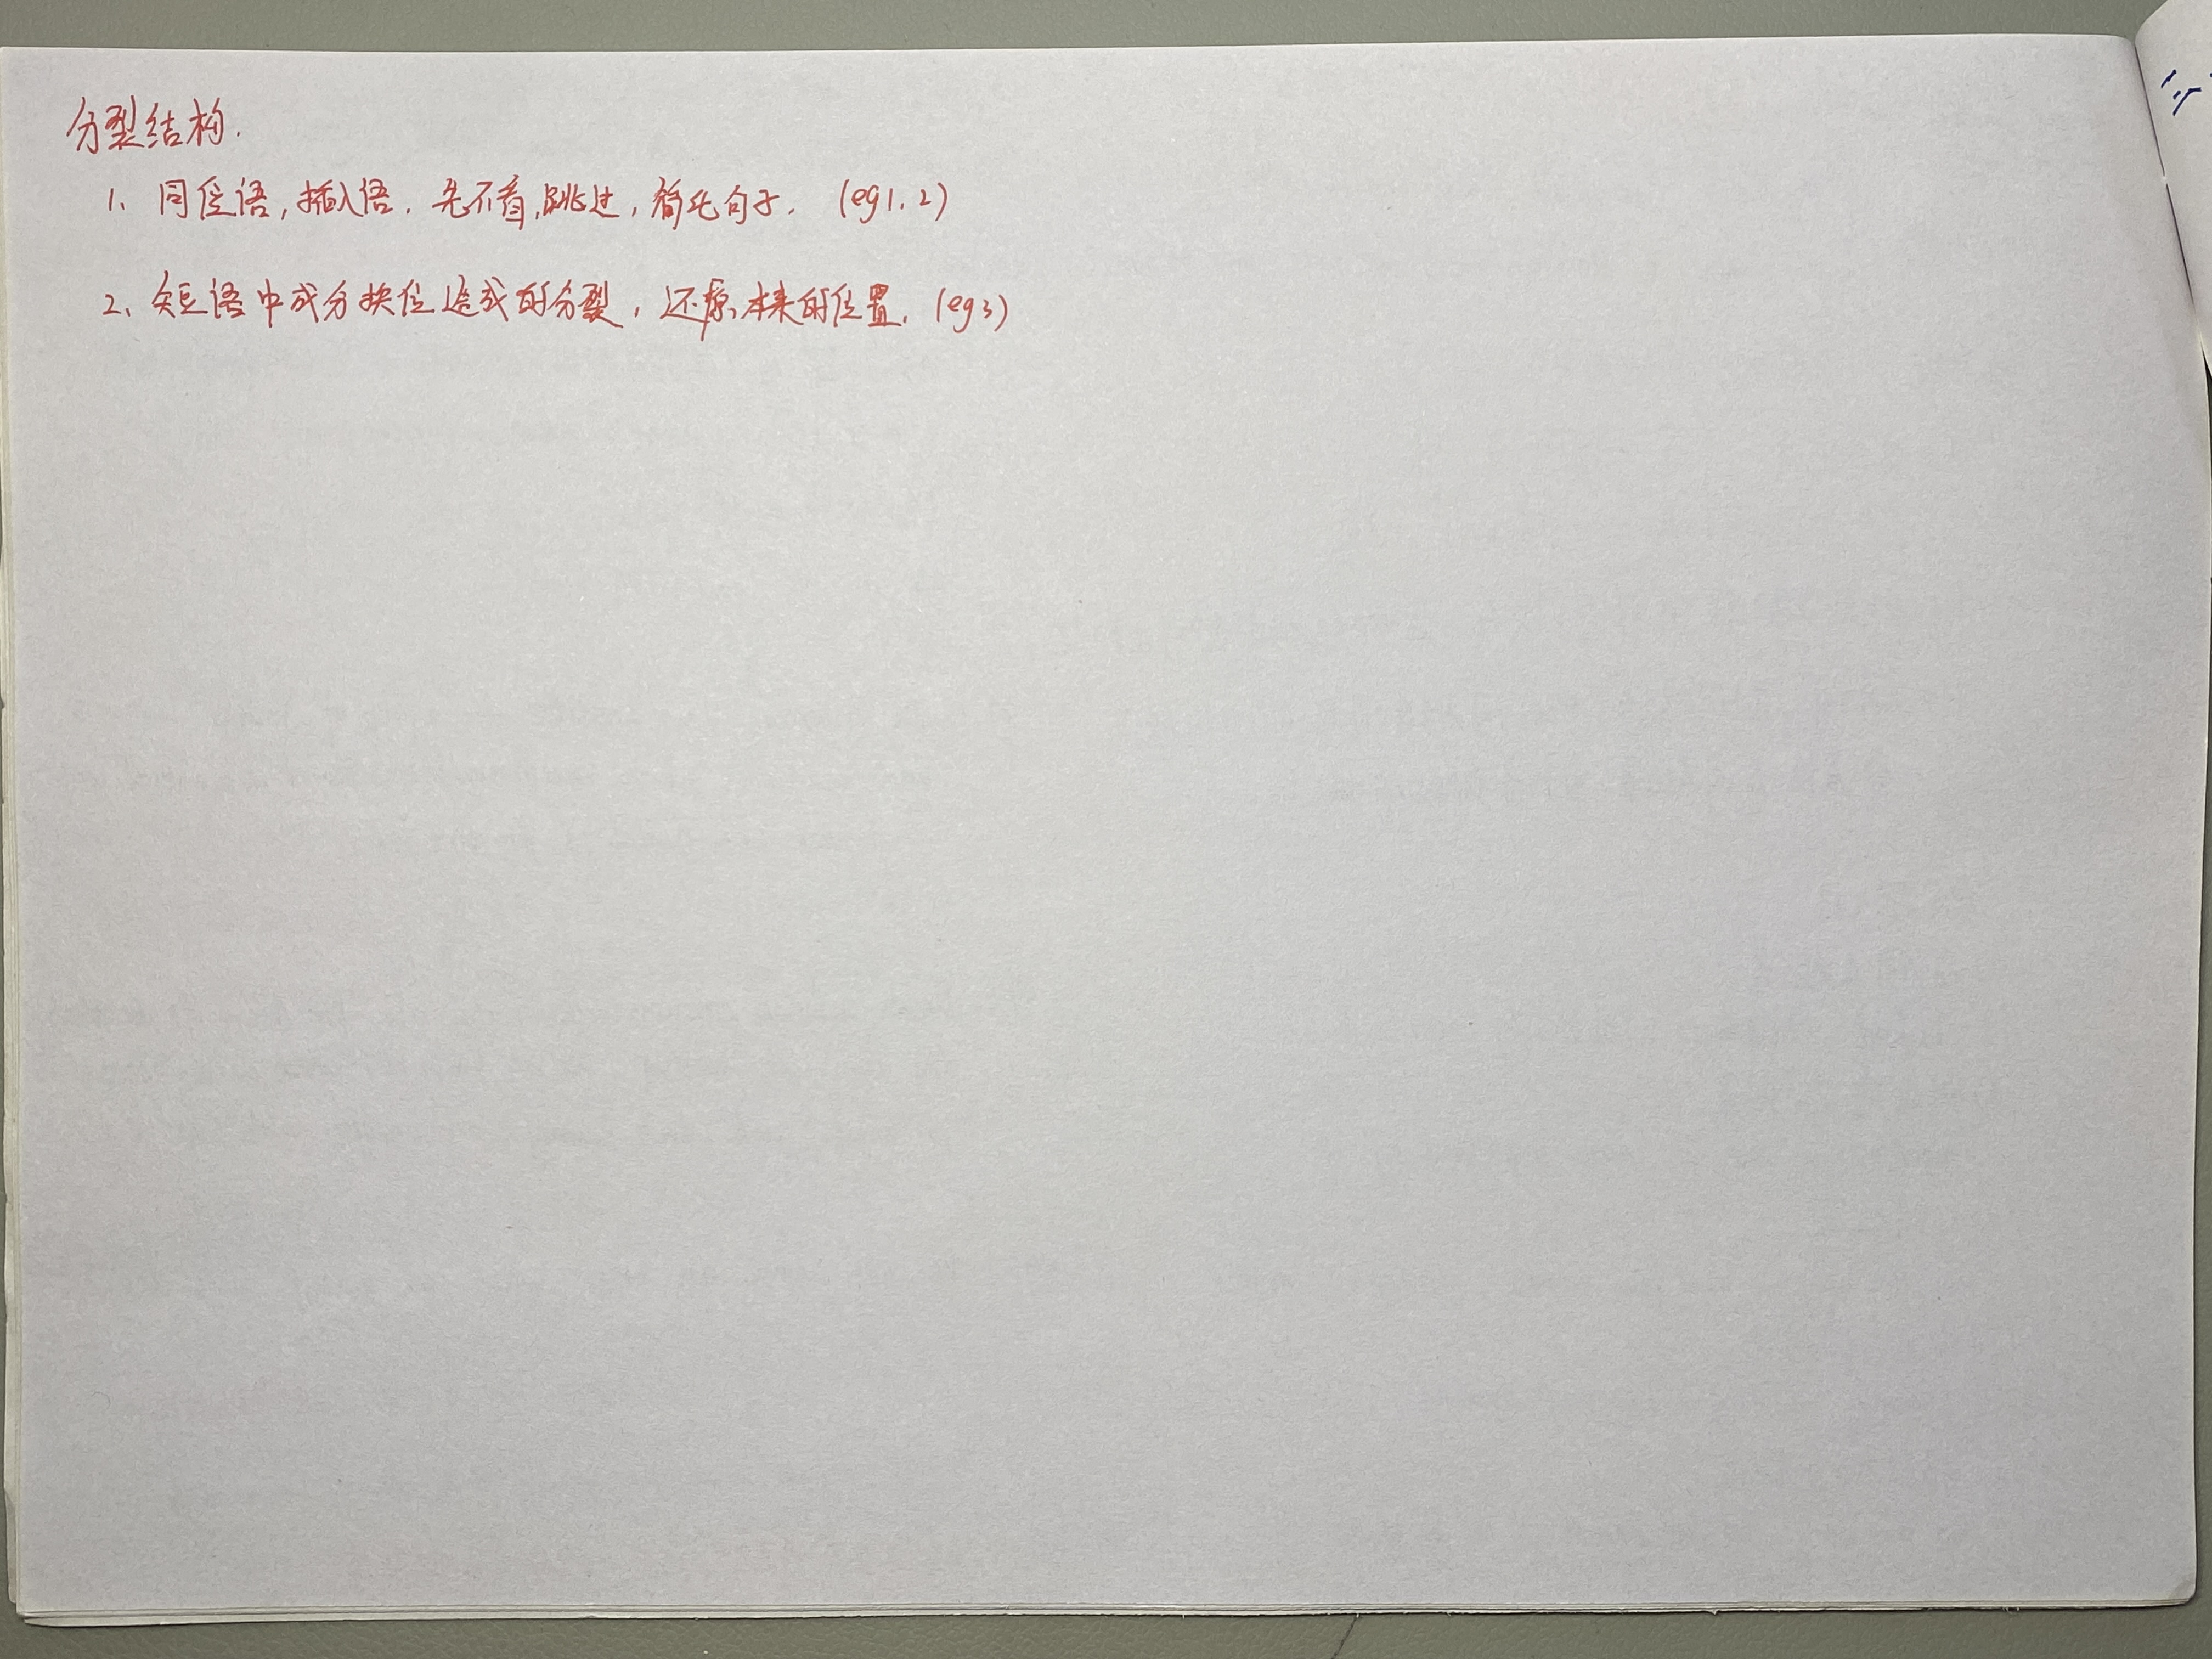 分裂结构.
1、同位语,插入语.先不看,跳过,简化句子.(eg1.2)
2、短语中成分换位造成的分裂,还原本来的位置.(eg3)